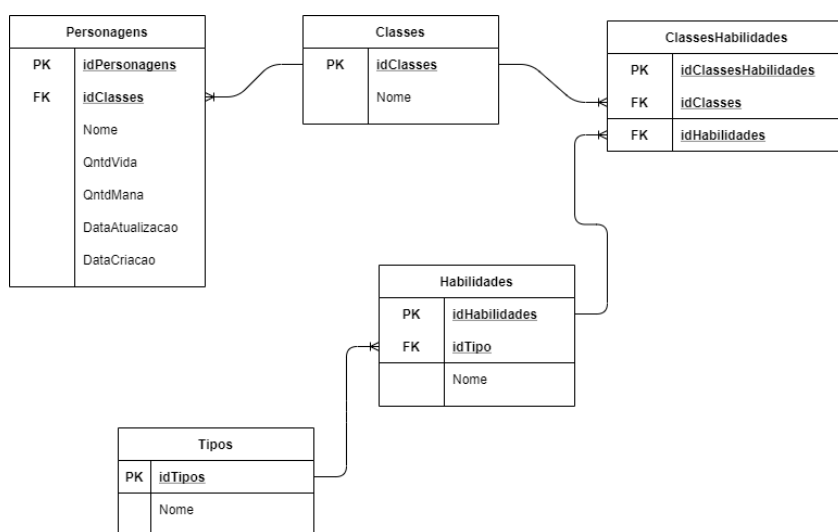 Personagens
PK idPersonagens
FK idClasses
Nome
QntdVida
QntdMana
DataAtualizacao
DataCriacao
Classes
PK idClasses
Nome
ClassesHabilidades
PK idClassesHabilidades
FK idClasses
FK idHabilidades
Habilidades
PK idHabilidades
FK idTipo
Nome
Tipos
PK idTipos
Nome